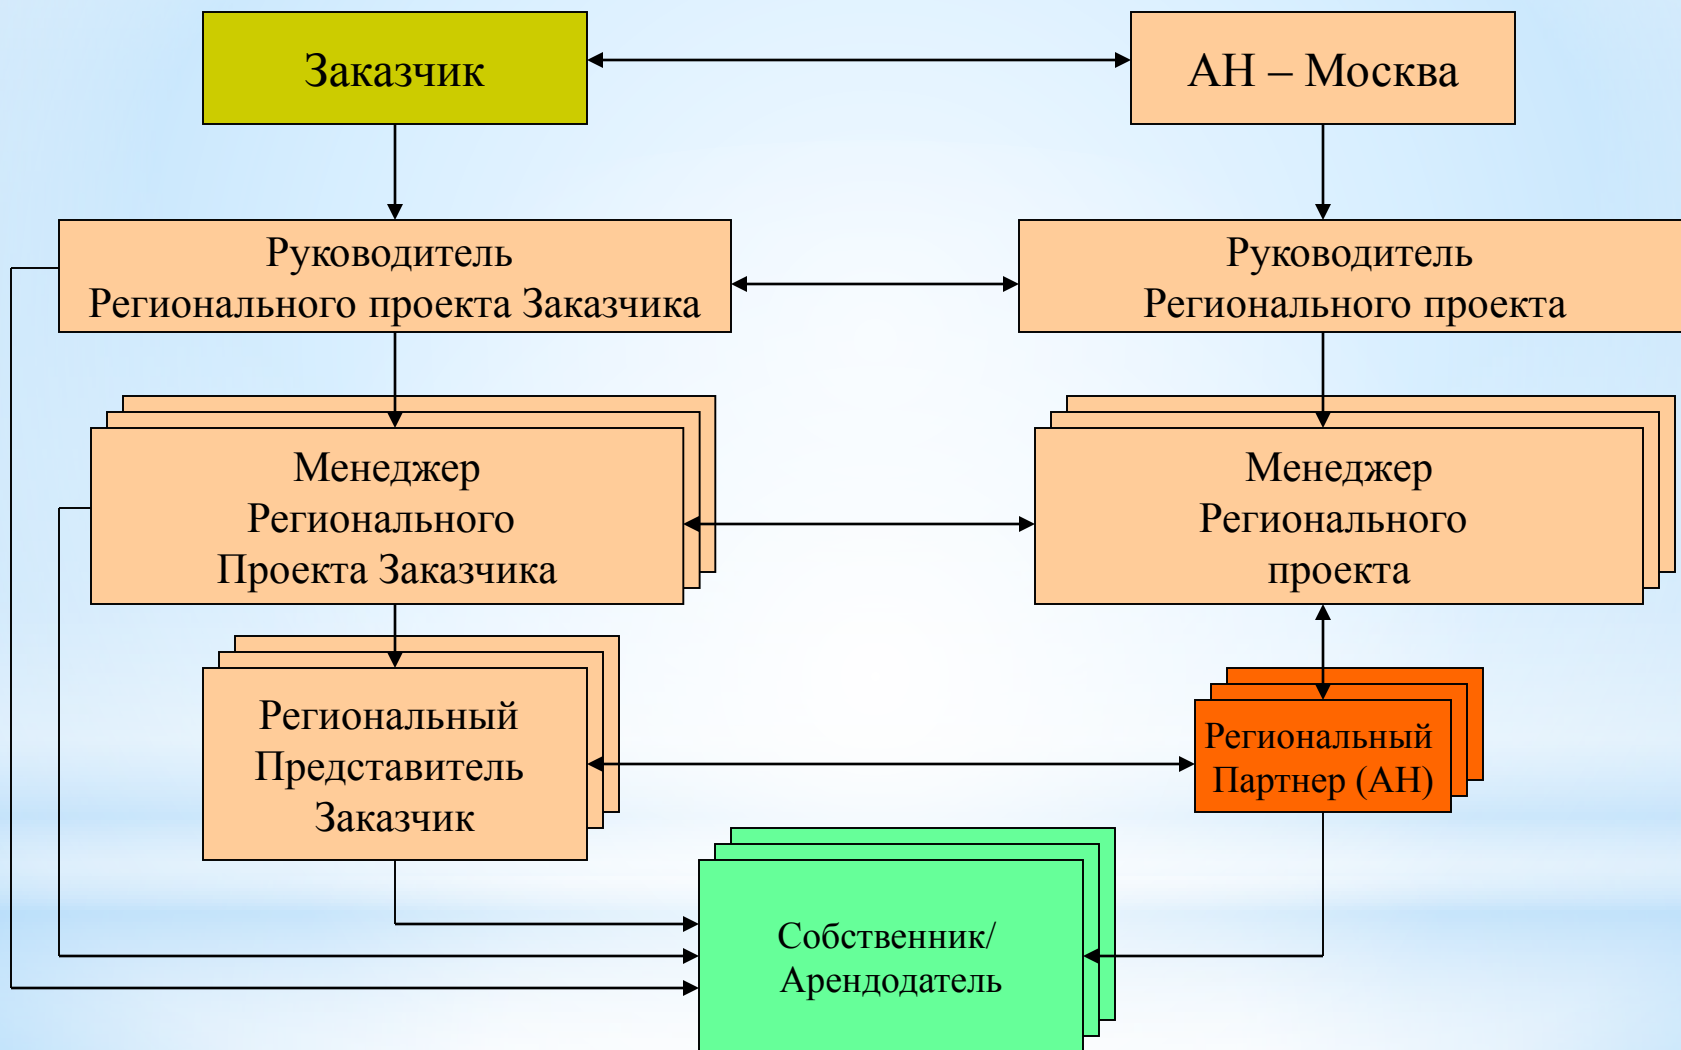 Заказчик
АН – Москва
Руководитель
Регионального проекта Заказчика
Руководитель
Регионального проекта
Менеджер
Регионального
Проекта Заказчика
Менеджер
Регионального
проекта
Региональный
Представитель
Заказчик
Региональный
Партнер (АН)
Собственник/
Арендодатель